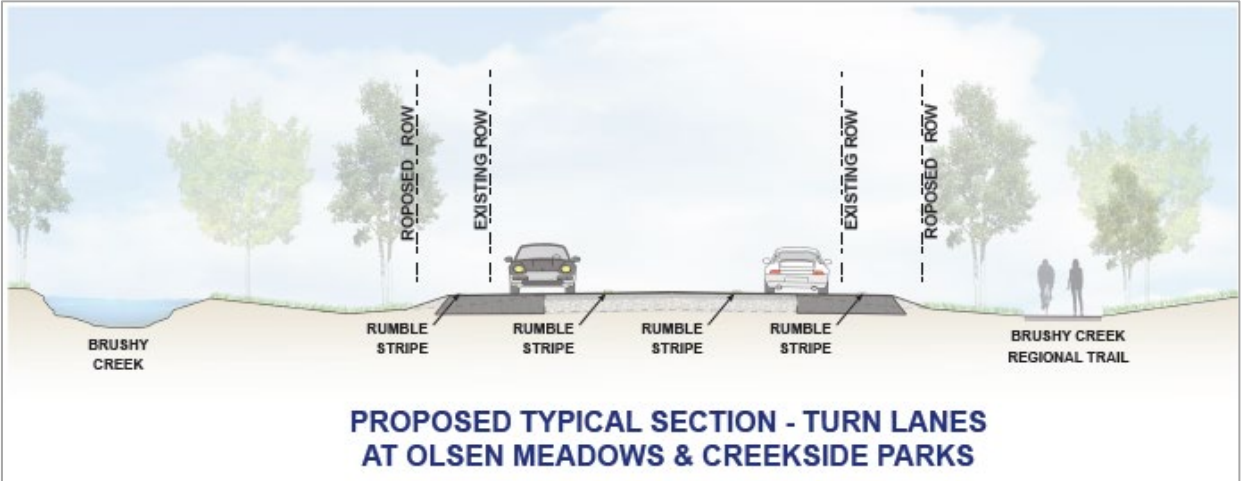 ROPOSED ROW
EXISTING ROW
EXISTING ROW
ROPOSED ROW
BRUSHY
CREEK
RUMBLE
STRIPE
RUMBLE
STRIPE
RUMBLE
STRIPE
RUMBLE
STRIPE
BRUSHY CREEK
REGIONAL TRAIL
PROPOSED TYPICAL SECTION - TURN LANES
AT OLSEN MEADOWS & CREEKSIDE PARKS